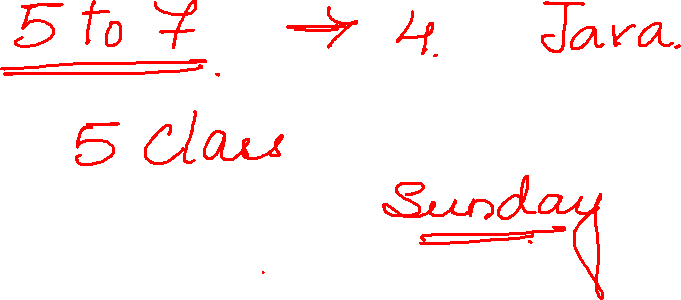 5 to 7. → 4. Java.
5 class
Sunday